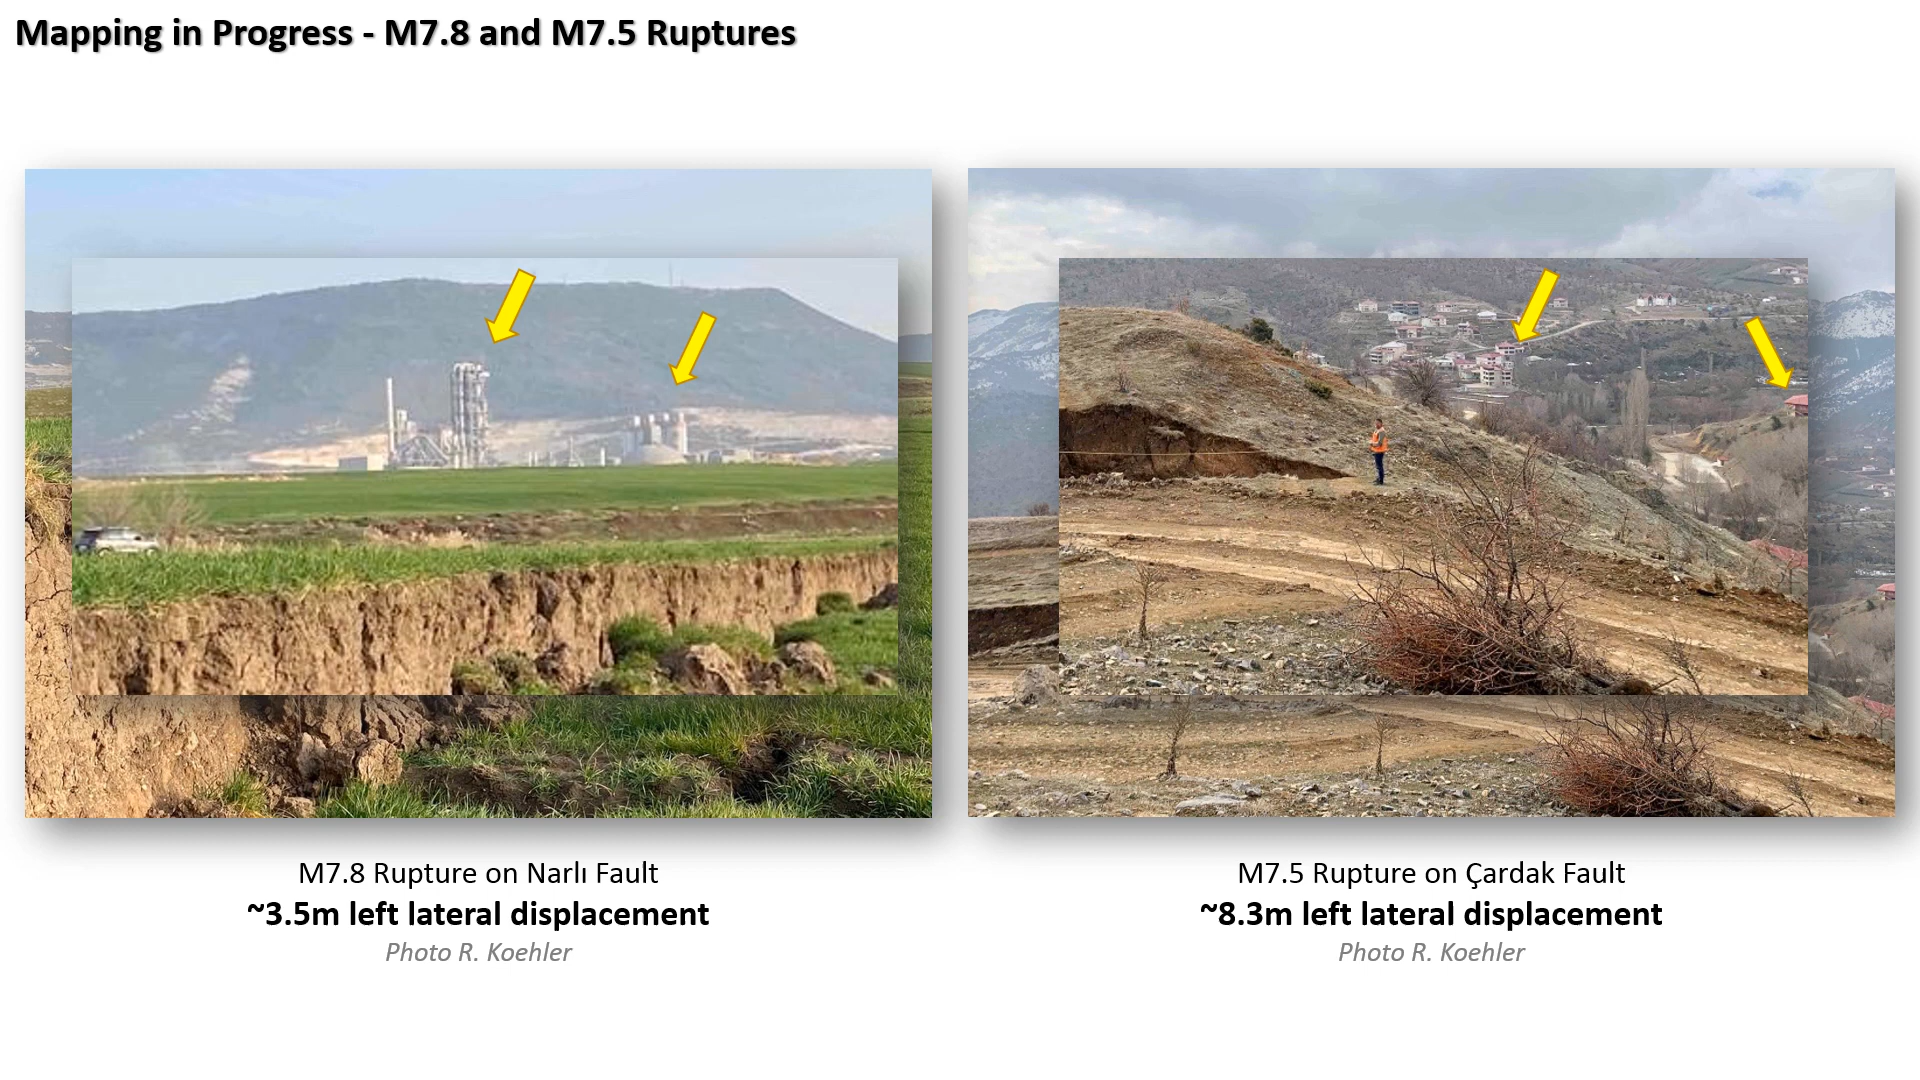 Mapping in Progress - M7.8 and M7.5 Ruptures
M7.8 Rupture on Narlı Fault
~3.5m left lateral displacement
Photo R. Koehler
M7.5 Rupture on Çardak Fault
~8.3m left lateral displacement
Photo R. Koehler